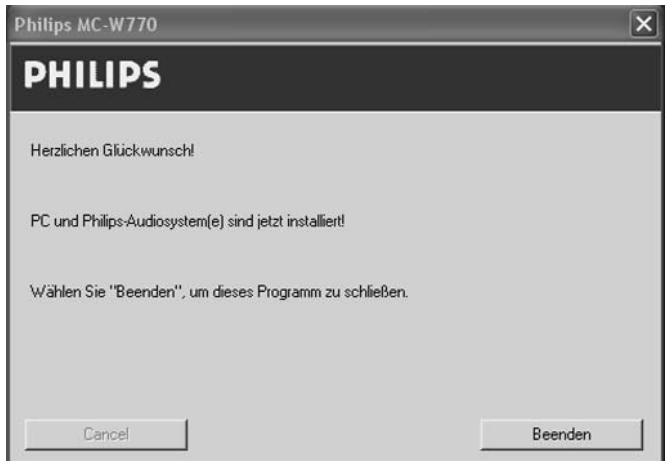 Philips MC-W770
PHILIPS
Herzlichen Glückwunsch!
PC und Philips-Audiosystem(e) sind jetzt installiert!
Wählen Sie "Beenden", um dieses Programm zu schließen.
Cancel
Beenden